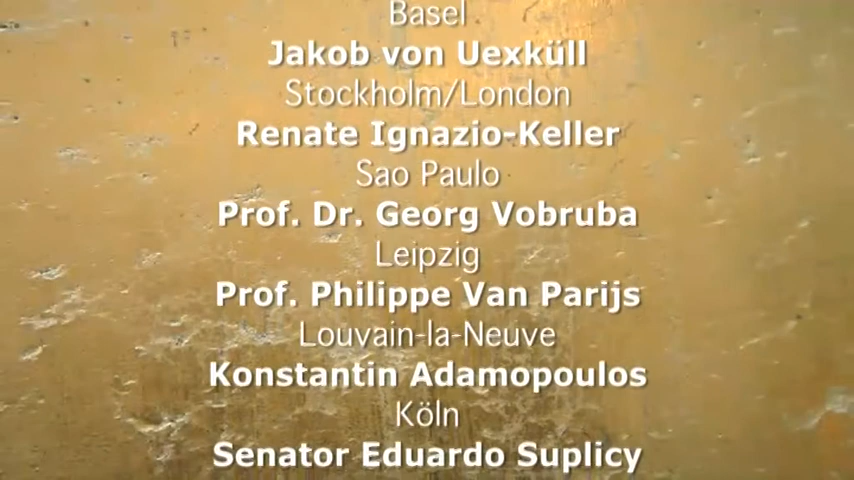 Basel
Jakob von Uexküll
Stockholm/London
Renate Ignazio-Keller
Sao Paulo
Prof. Dr. Georg Vobruba
Leipzig
Prof. Philippe Van Parijs
Louvain-la-Neuve
Konstantin Adamopoulos
Köln
Senator Eduardo Suplicy